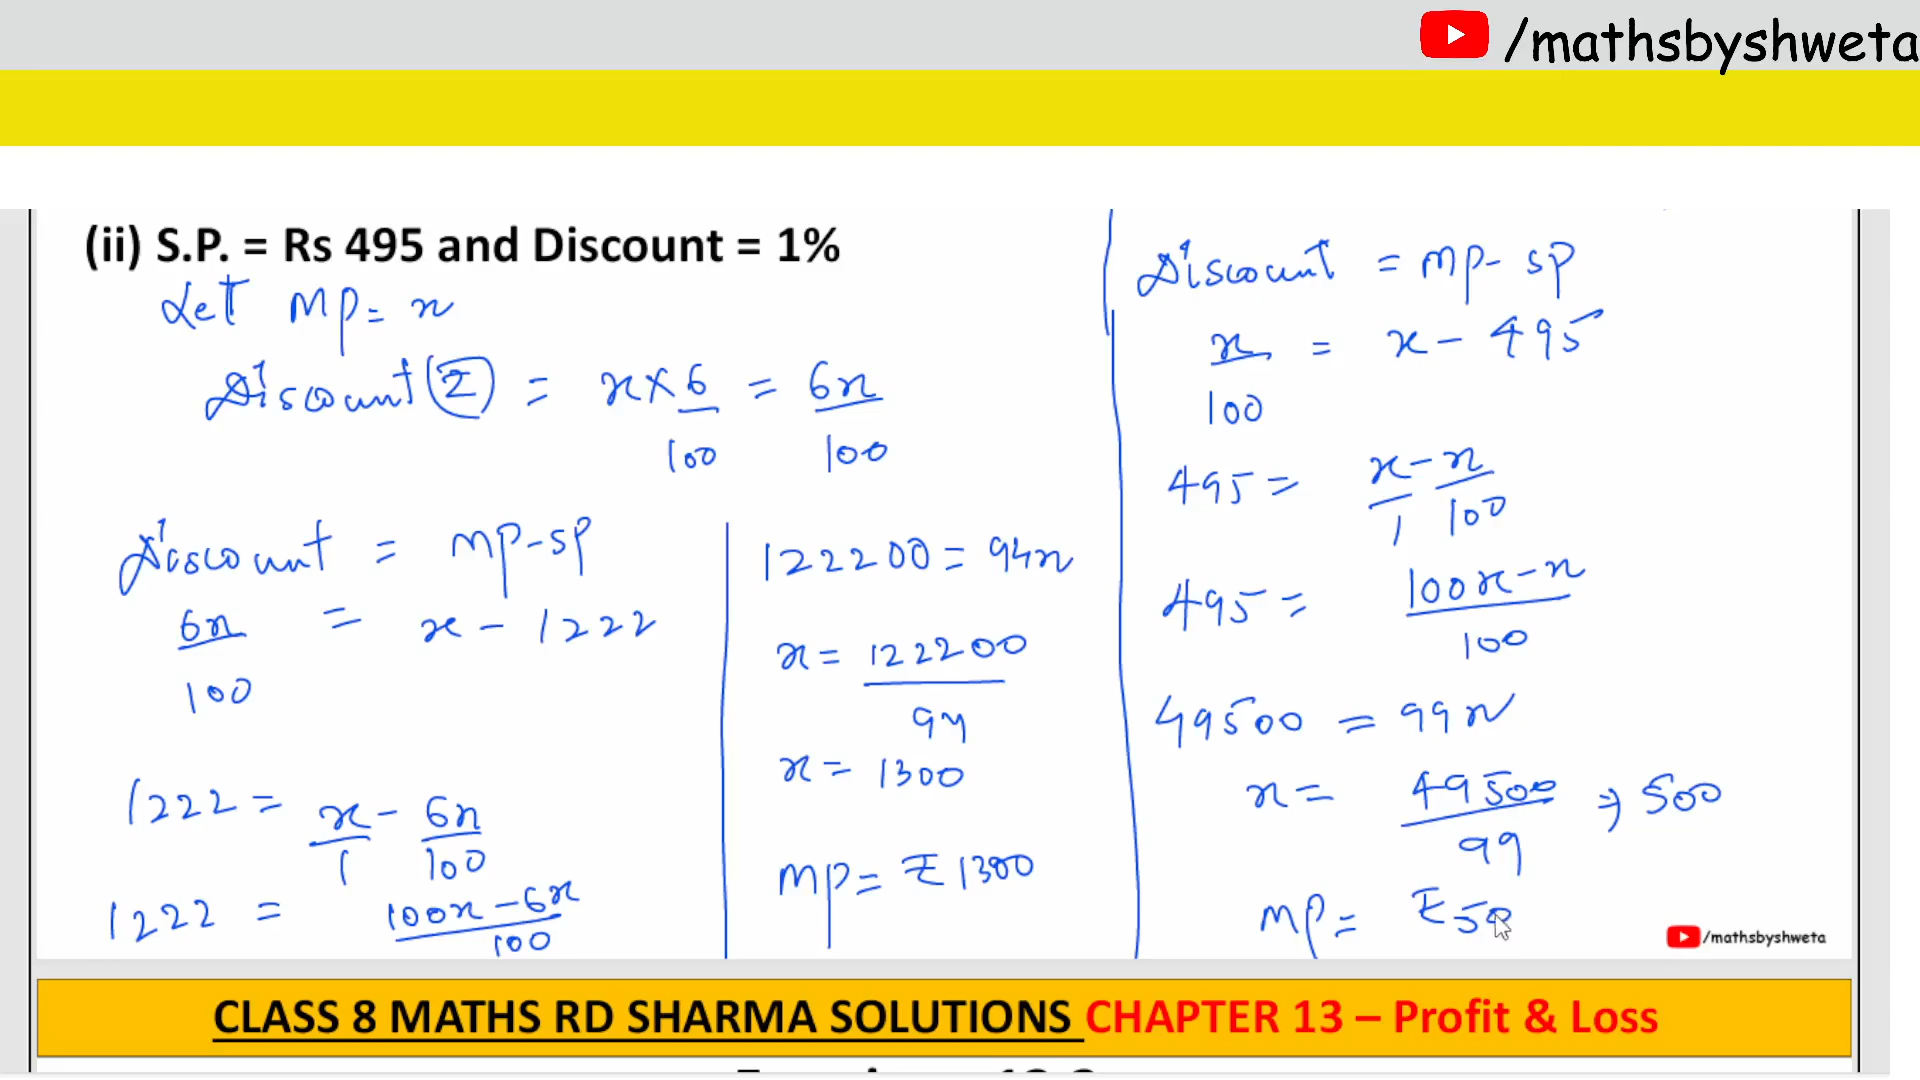 /mathsbyshweta
(ii) S.P. = Rs 495 and Discount = 1%
Let MP = x
Discount (₹) = x × 6/100 = 6x/100
Discount = MP - SP
6x/100 = x - 1222
1222 = x/1 - 6x/100
1222 = 100x - 6x/100
122200 = 94x
x = 122200/94
x = 1300
MP = ₹ 1300
Discount = MP - SP
x/100 = x - 495
495 = x/1 - x/100
495 = 100x - x/100
49500 = 99x
x = 49500/99 ⇒ 500
MP = ₹ 50
/mathsbyshweta
CLASS 8 MATHS RD SHARMA SOLUTIONS CHAPTER 13 – Profit & Loss